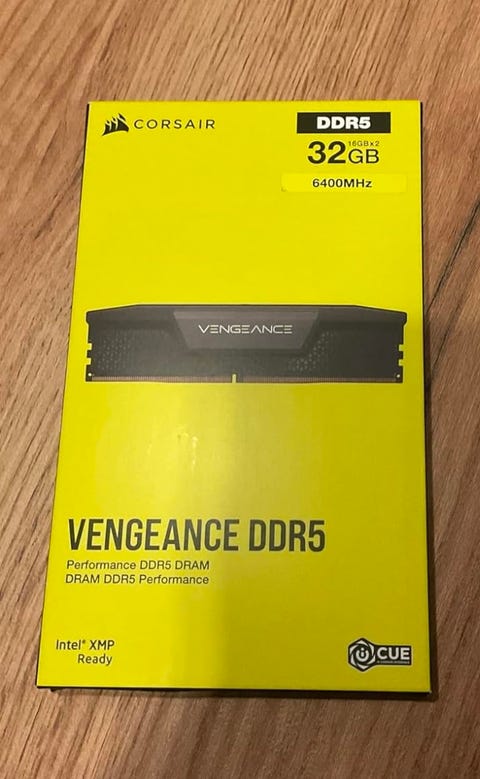 CORSAIR
DDR5
32GB 16GBx2
6400MHz
VENGEANCE
VENGEANCE DDR5
Performance DDR5 DRAM
DRAM DDR5 Performance
Intel® XMP
Ready
CUE